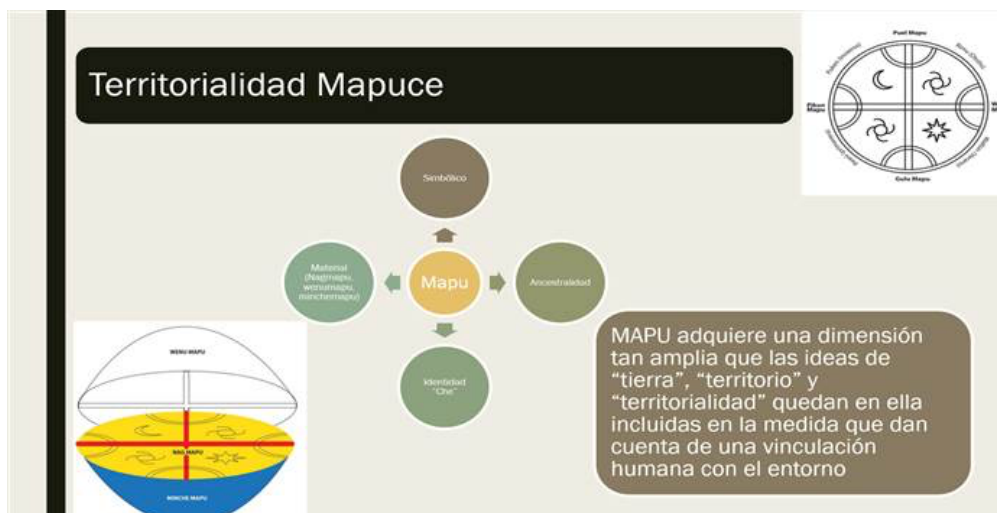 Territorialidad Mapuce
Puel Mapu
Pikun
Mapu
Gulu Mapu
Simbólico
Material
(Nagmapu,
wenumapu,
minchemapu)
Mapu
Ancestralidad
Identidad
"Che"
WENU MAPU
NAG MAPU
MINCHE MAPU
MAPU adquiere una dimensión
tan amplia que las ideas de
"tierra", "territorio" y
"territorialidad" quedan en ella
incluidas en la medida que dan
cuenta de una vinculación
humana con el entorno